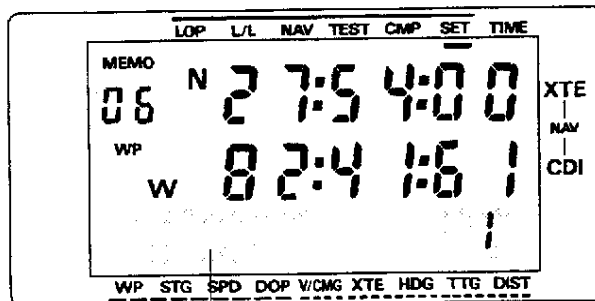 LOP L/L NAV TEST CMP SET TIME
MEMO
06 N 27:54:00
WP
W 82:41:61
1
XTE
NAV
CDI
WP STG SPD DOP V/CMG XTE HDG TTG DIST